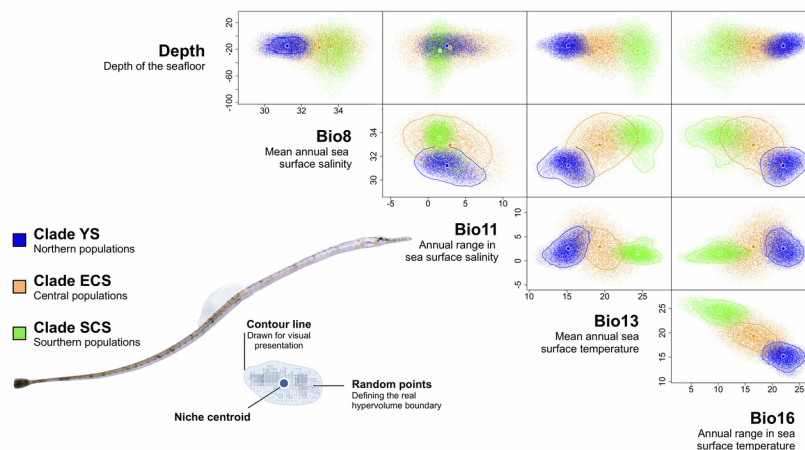 Depth
Depth of the seafloor
20
-20
-60
-100
30
32
34
Bio8
Mean annual sea
surface salinity
34
32
30
-5
0
5
10
Clade YS
Northern populations
Clade ECS
Central populations
Clade SCS
Sourthern populations
Bio11
Annual range in
sea surface salinity
10
5
0
-5
10
15
20
25
Contour line
Drawn for visual
presentation
Random points
Defining the real
hypervolume boundary
Niche centroid
Bio13
Mean annual sea
surface temperature
25
20
15
10
5
10
15
20
25
Bio16
Annual range in sea
surface temperature